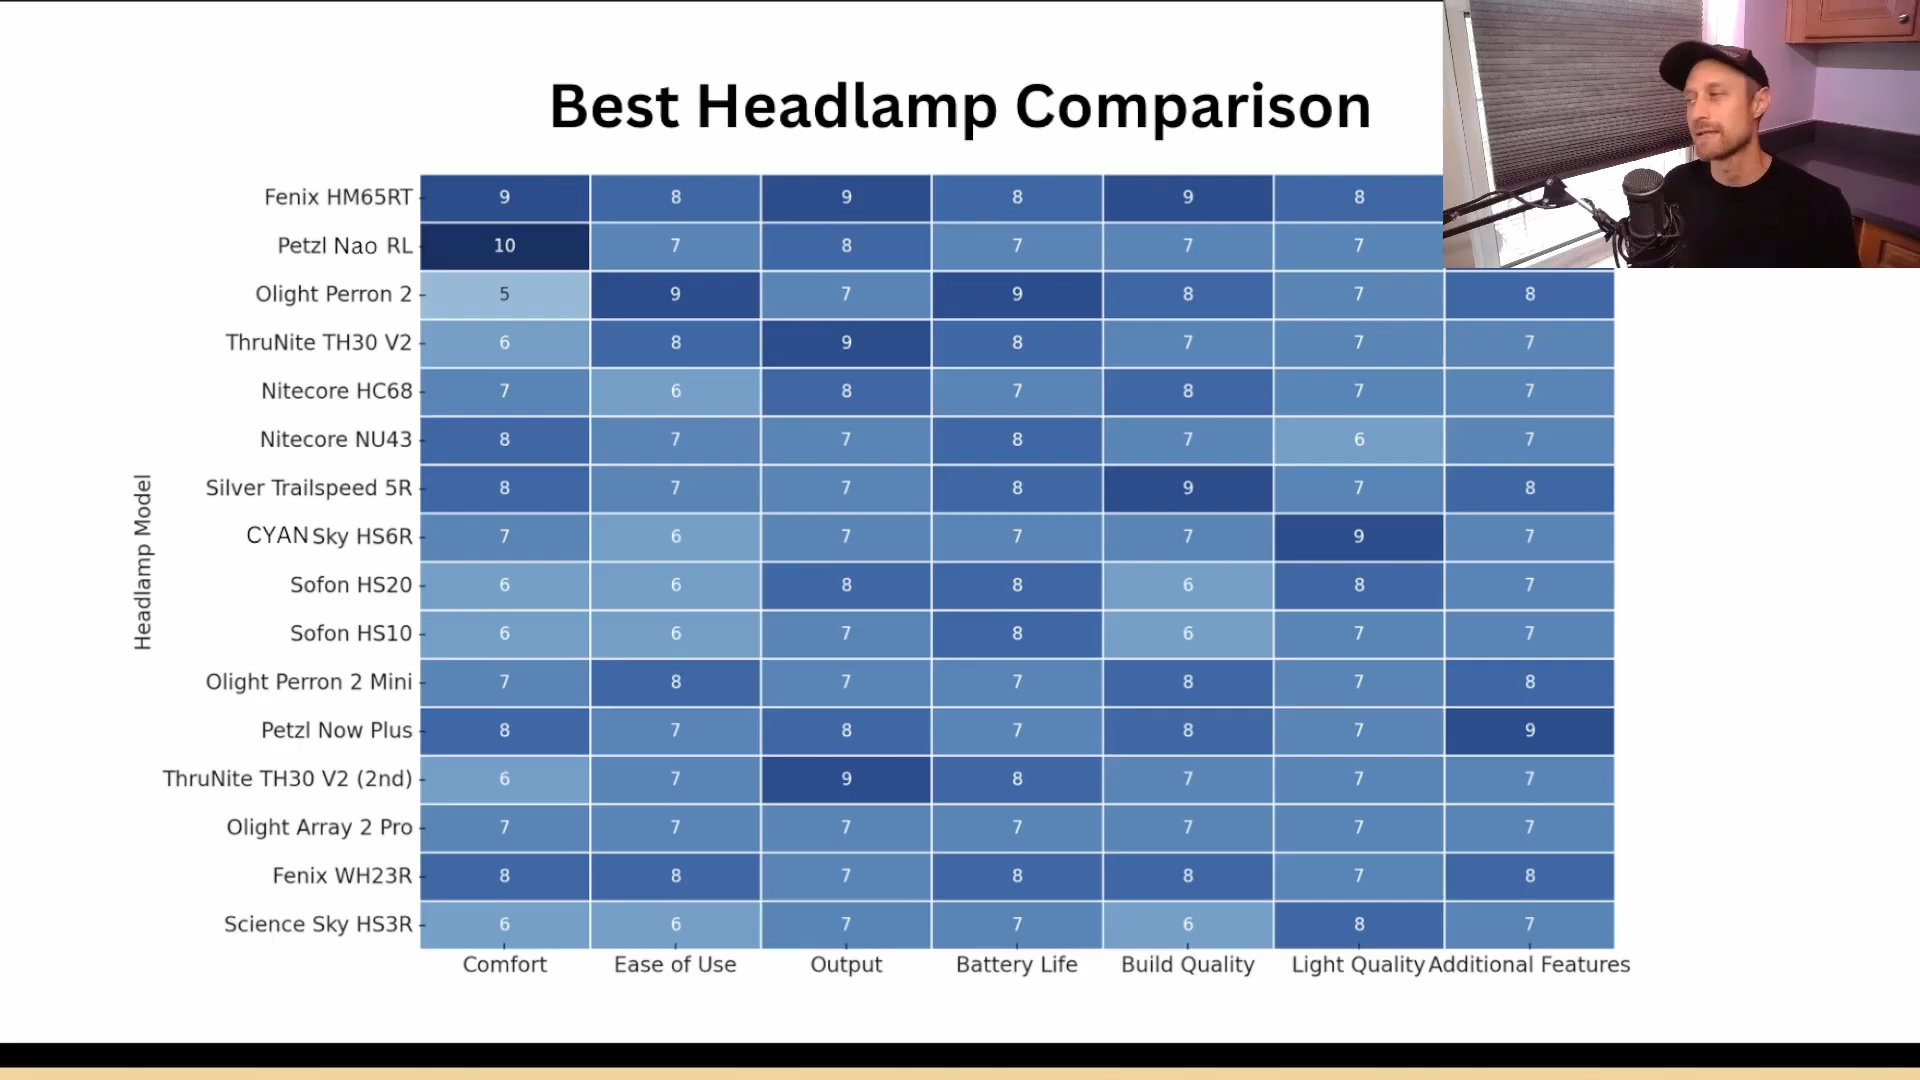 Best Headlamp Comparison
Fenix HM65RT 9 8 9 8 9 8
Petzl Nao RL 10 7 8 7 7 7
Olight Perron 2 5 9 7 9 8 7 8
ThruNite TH30 V2 6 8 9 8 7 7 7
Nitecore HC68 7 6 8 7 8 7 7
Nitecore NU43 8 7 7 8 7 6 7
Silver Trailspeed 5R 8 7 7 8 9 7 8
CYAN Sky HS6R 7 6 7 7 7 9 7
Sofon HS20 6 6 8 8 6 8 7
Sofon HS10 6 6 7 8 6 7 7
Olight Perron 2 Mini 7 8 7 7 8 7 8
Petzl Now Plus 8 7 8 7 8 7 9
ThruNite TH30 V2 (2nd) 6 7 9 8 7 7 7
Olight Array 2 Pro 7 7 7 7 7 7 7
Fenix WH23R 8 8 7 8 8 7 8
Science Sky HS3R 6 6 7 7 6 8 7
Headlamp Model
Comfort Ease of Use Output Battery Life Build Quality Light Quality Additional Features